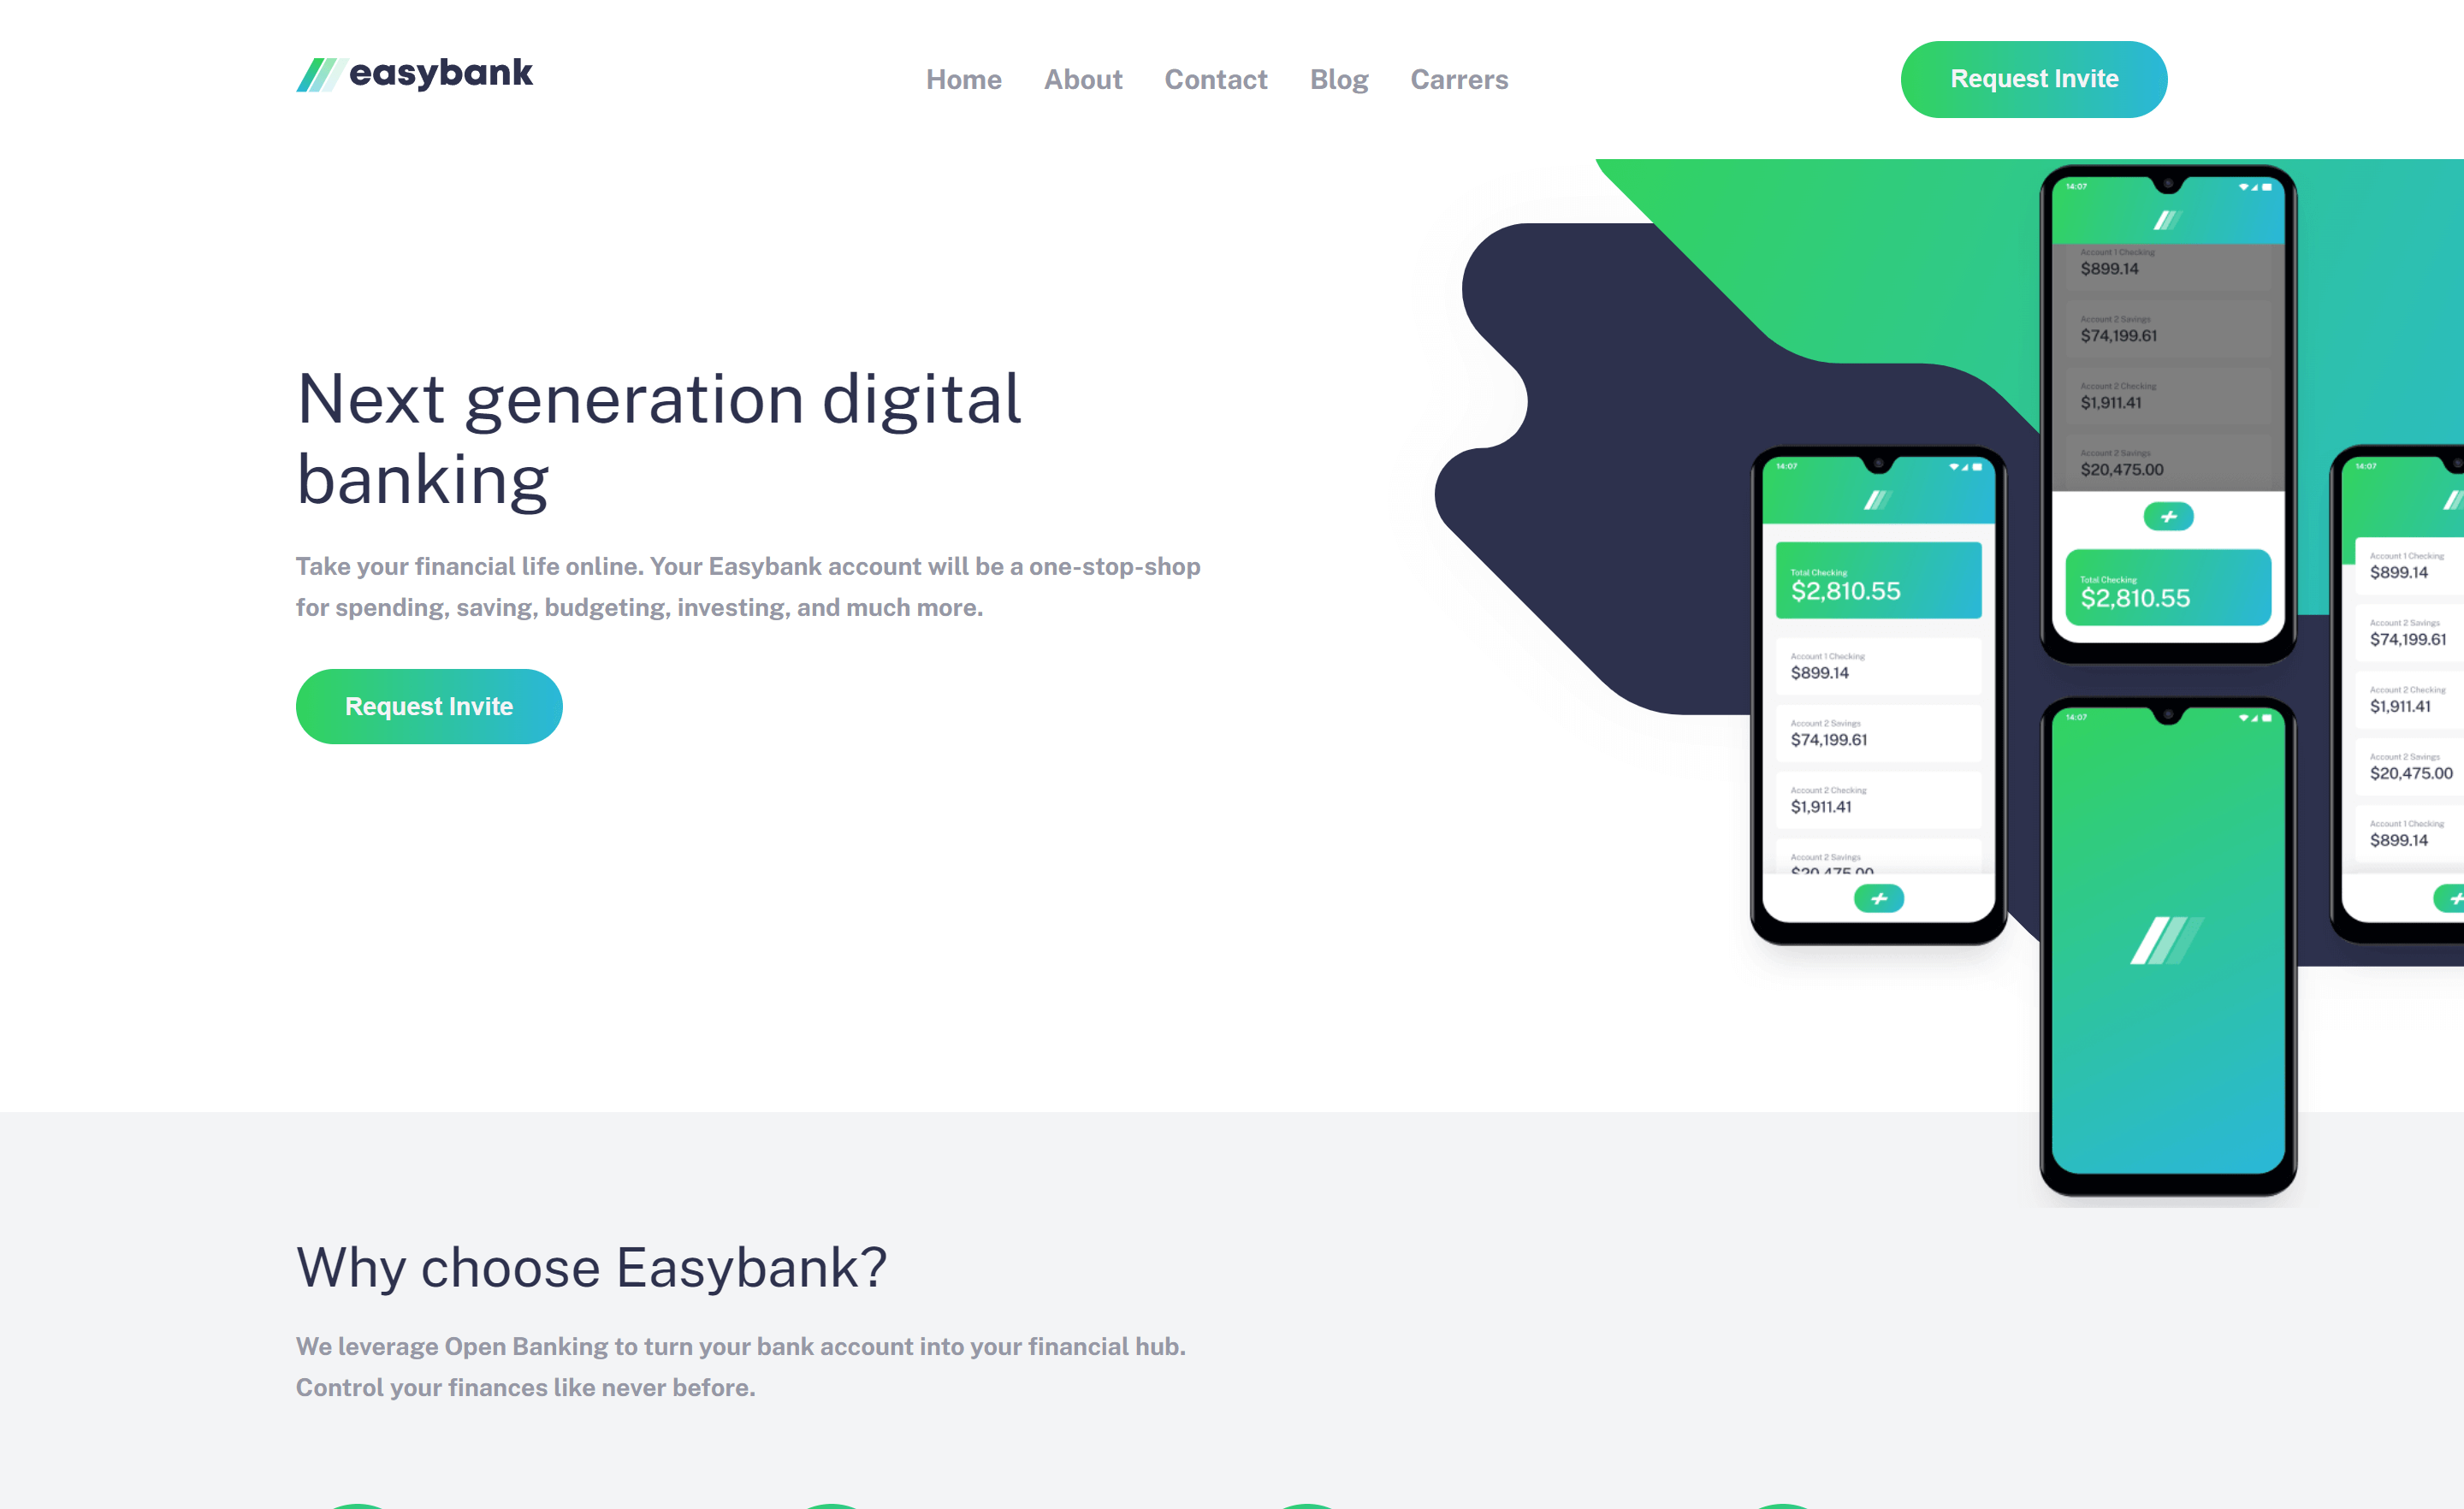 easybank
Home About Contact Blog Carrers
Request Invite
Next generation digital
banking
Take your financial life online. Your Easybank account will be a one-stop-shop
for spending, saving, budgeting, investing, and much more.
Request Invite
14:07
Account 1 Checking
$899.14
Account 2 Savings
$74,199.61
Account 2 Checking
$1,911.41
Account 2 Savings
$20,475.00
Total Checking
$2,810.55
14:07
Total Checking
$2,810.55
Account 1 Checking
$899.14
Account 2 Savings
$74,199.61
Account 2 Checking
$1,911.41
Account 2 Savings
$20,475.00
14:07
Account 1 Checking
$899.14
Account 2 Savings
$74,199.61
Account 2 Checking
$1,911.41
Account 2 Savings
$20,475.00
Account 1 Checking
$899.14
14:07
Why choose Easybank?
We leverage Open Banking to turn your bank account into your financial hub.
Control your finances like never before.